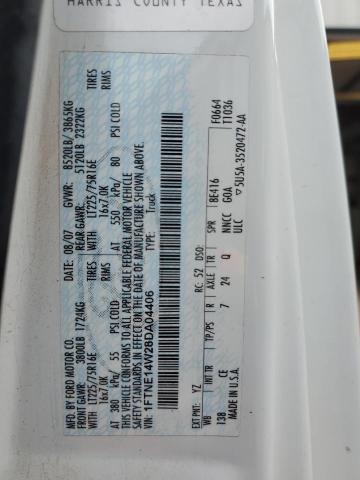 HARRIS COUNTY TEXAS
MFD. BY FORD MOTOR CO.
DATE: 08/07 GVWR: 8520LB/ 3865KG
FRONT GAWR: 3800LB 1724KG REAR GAWR: 5120LB 2322KG
WITH LT225/75R16E TIRES WITH LT225/75R16E TIRES
16x7.0K RIMS 16x7.0K RIMS
AT 380 kPa/ 55 PSI COLD AT 550 kPa/ 80 PSI COLD
THIS VEHICLE CONFORMS TO ALL APPLICABLE FEDERAL MOTOR VEHICLE
SAFETY STANDARDS IN EFFECT ON THE DATE OF MANUFACTURE SHOWN ABOVE.
VIN: 1FTNE14W28DA04406
TYPE: Truck
F0664
T1036
EXT PNT: YZ RC: 52 DSO:
WB INT TR TP/PS R AXLE TR SPR IBE416
138 CE 7 24 Q NNCC GOA
MADE IN U.S.A. ULC
5U5A-3520472-AA